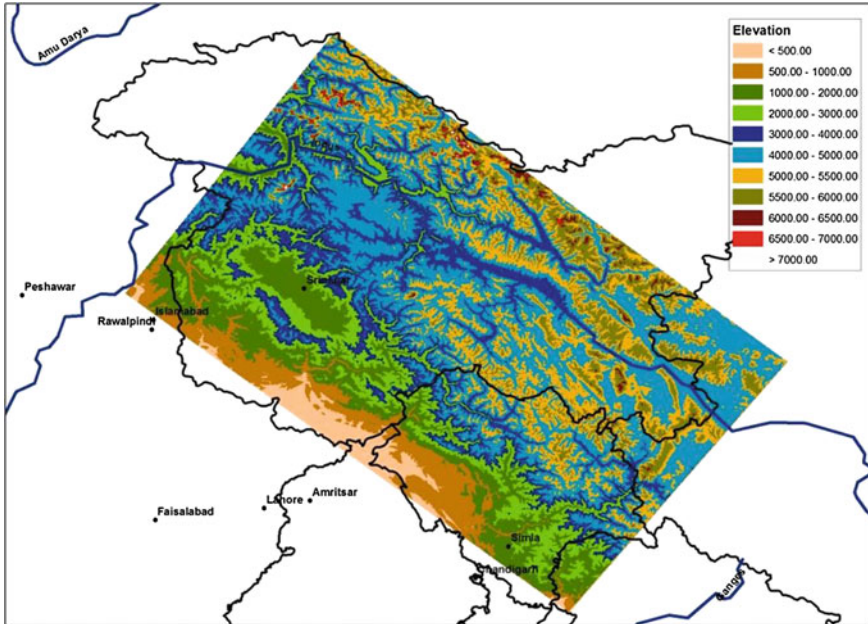 Amu Darya
Elevation
< 500.00
500.00 - 1000.00
1000.00 - 2000.00
2000.00 - 3000.00
3000.00 - 4000.00
4000.00 - 5000.00
5000.00 - 5500.00
5500.00 - 6000.00
6000.00 - 6500.00
6500.00 - 7000.00
> 7000.00
Peshawar
Srinagar
Islamabad
Rawalpindi
Faisalabad
Lahore
Amritsar
Simla
Chandigarh
Ganges